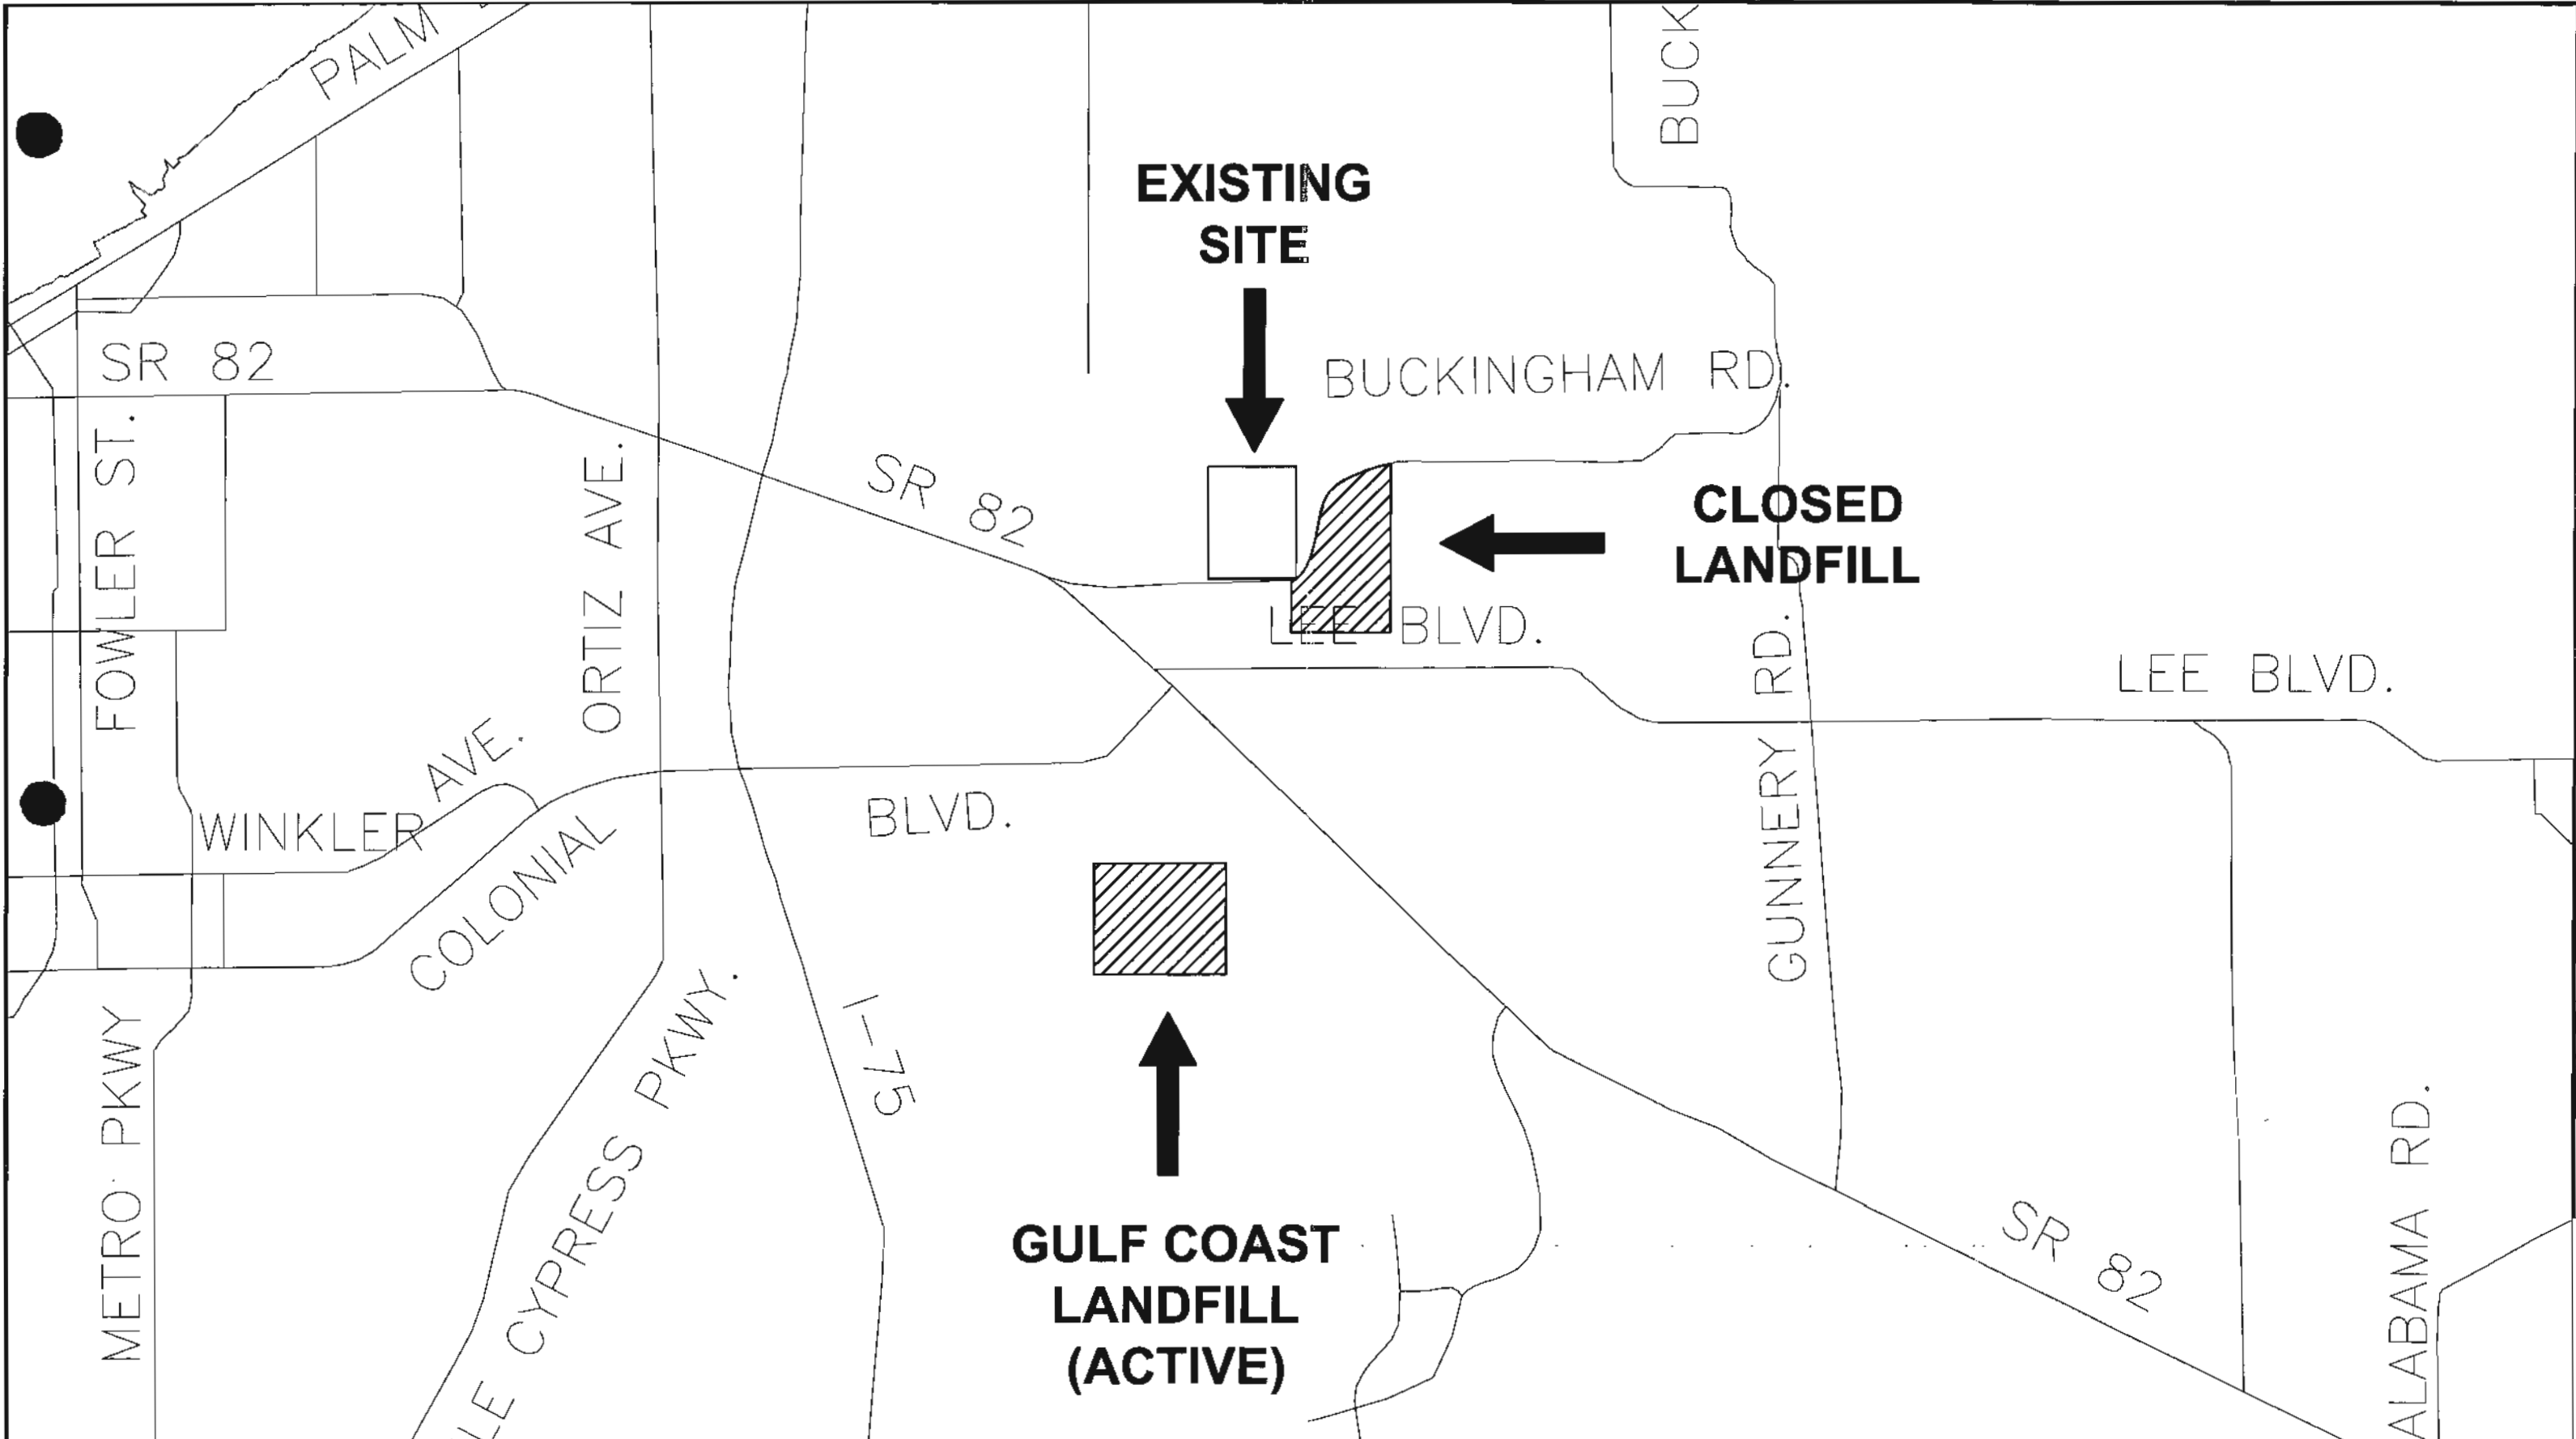 PALM
BUCK
EXISTING
SITE
SR 82
BUCKINGHAM RD.
FOWLER ST.
ORTIZ AVE.
SR 82
CLOSED
LANDFILL
LEE BLVD.
GUNNERY RD.
LEE BLVD.
WINKLER AVE.
COLONIAL BLVD.
METRO PKWY
LE CYPRESS PKWY.
I-75
GULF COAST
LANDFILL
(ACTIVE)
SR 82
ALABAMA RD.